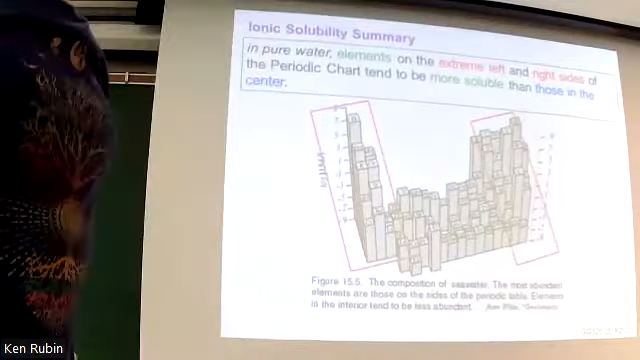 Ionic Solubility Summary
in pure water, elements on the extreme left and right sides of
the Periodic Chart tend to be more soluble than those in the
center.
Figure 15.5. The composition of seawater. The most abundant
elements are those on the sides of the periodic table. Elements
in the interior tend to be less abundant. from White, "Geochemistry"
Ken Rubin